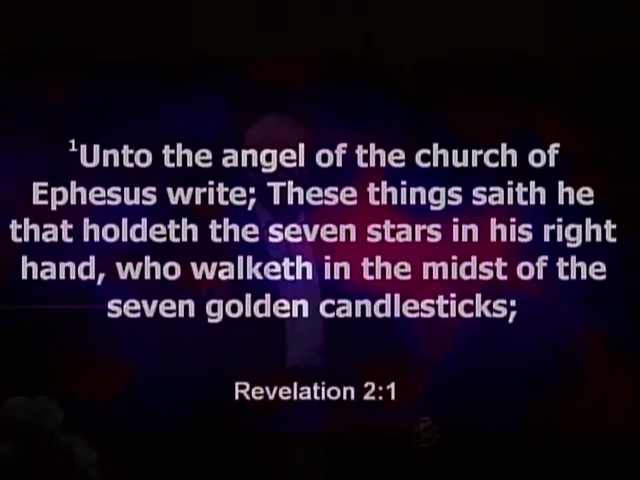 ¹Unto the angel of the church of
Ephesus write; These things saith he
that holdeth the seven stars in his right
hand, who walketh in the midst of the
seven golden candlesticks;
Revelation 2:1